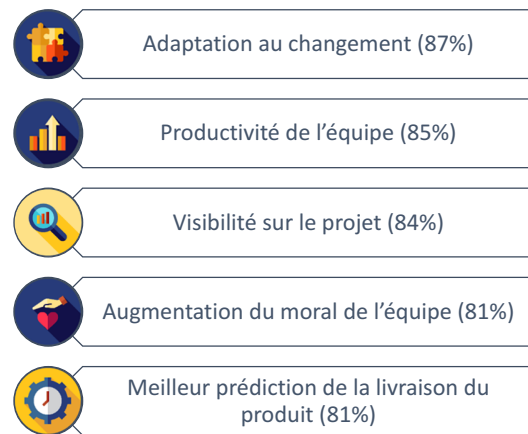 Adaptation au changement (87%)
Productivité de l’équipe (85%)
Visibilité sur le projet (84%)
Augmentation du moral de l’équipe (81%)
Meilleur prédiction de la livraison du
produit (81%)